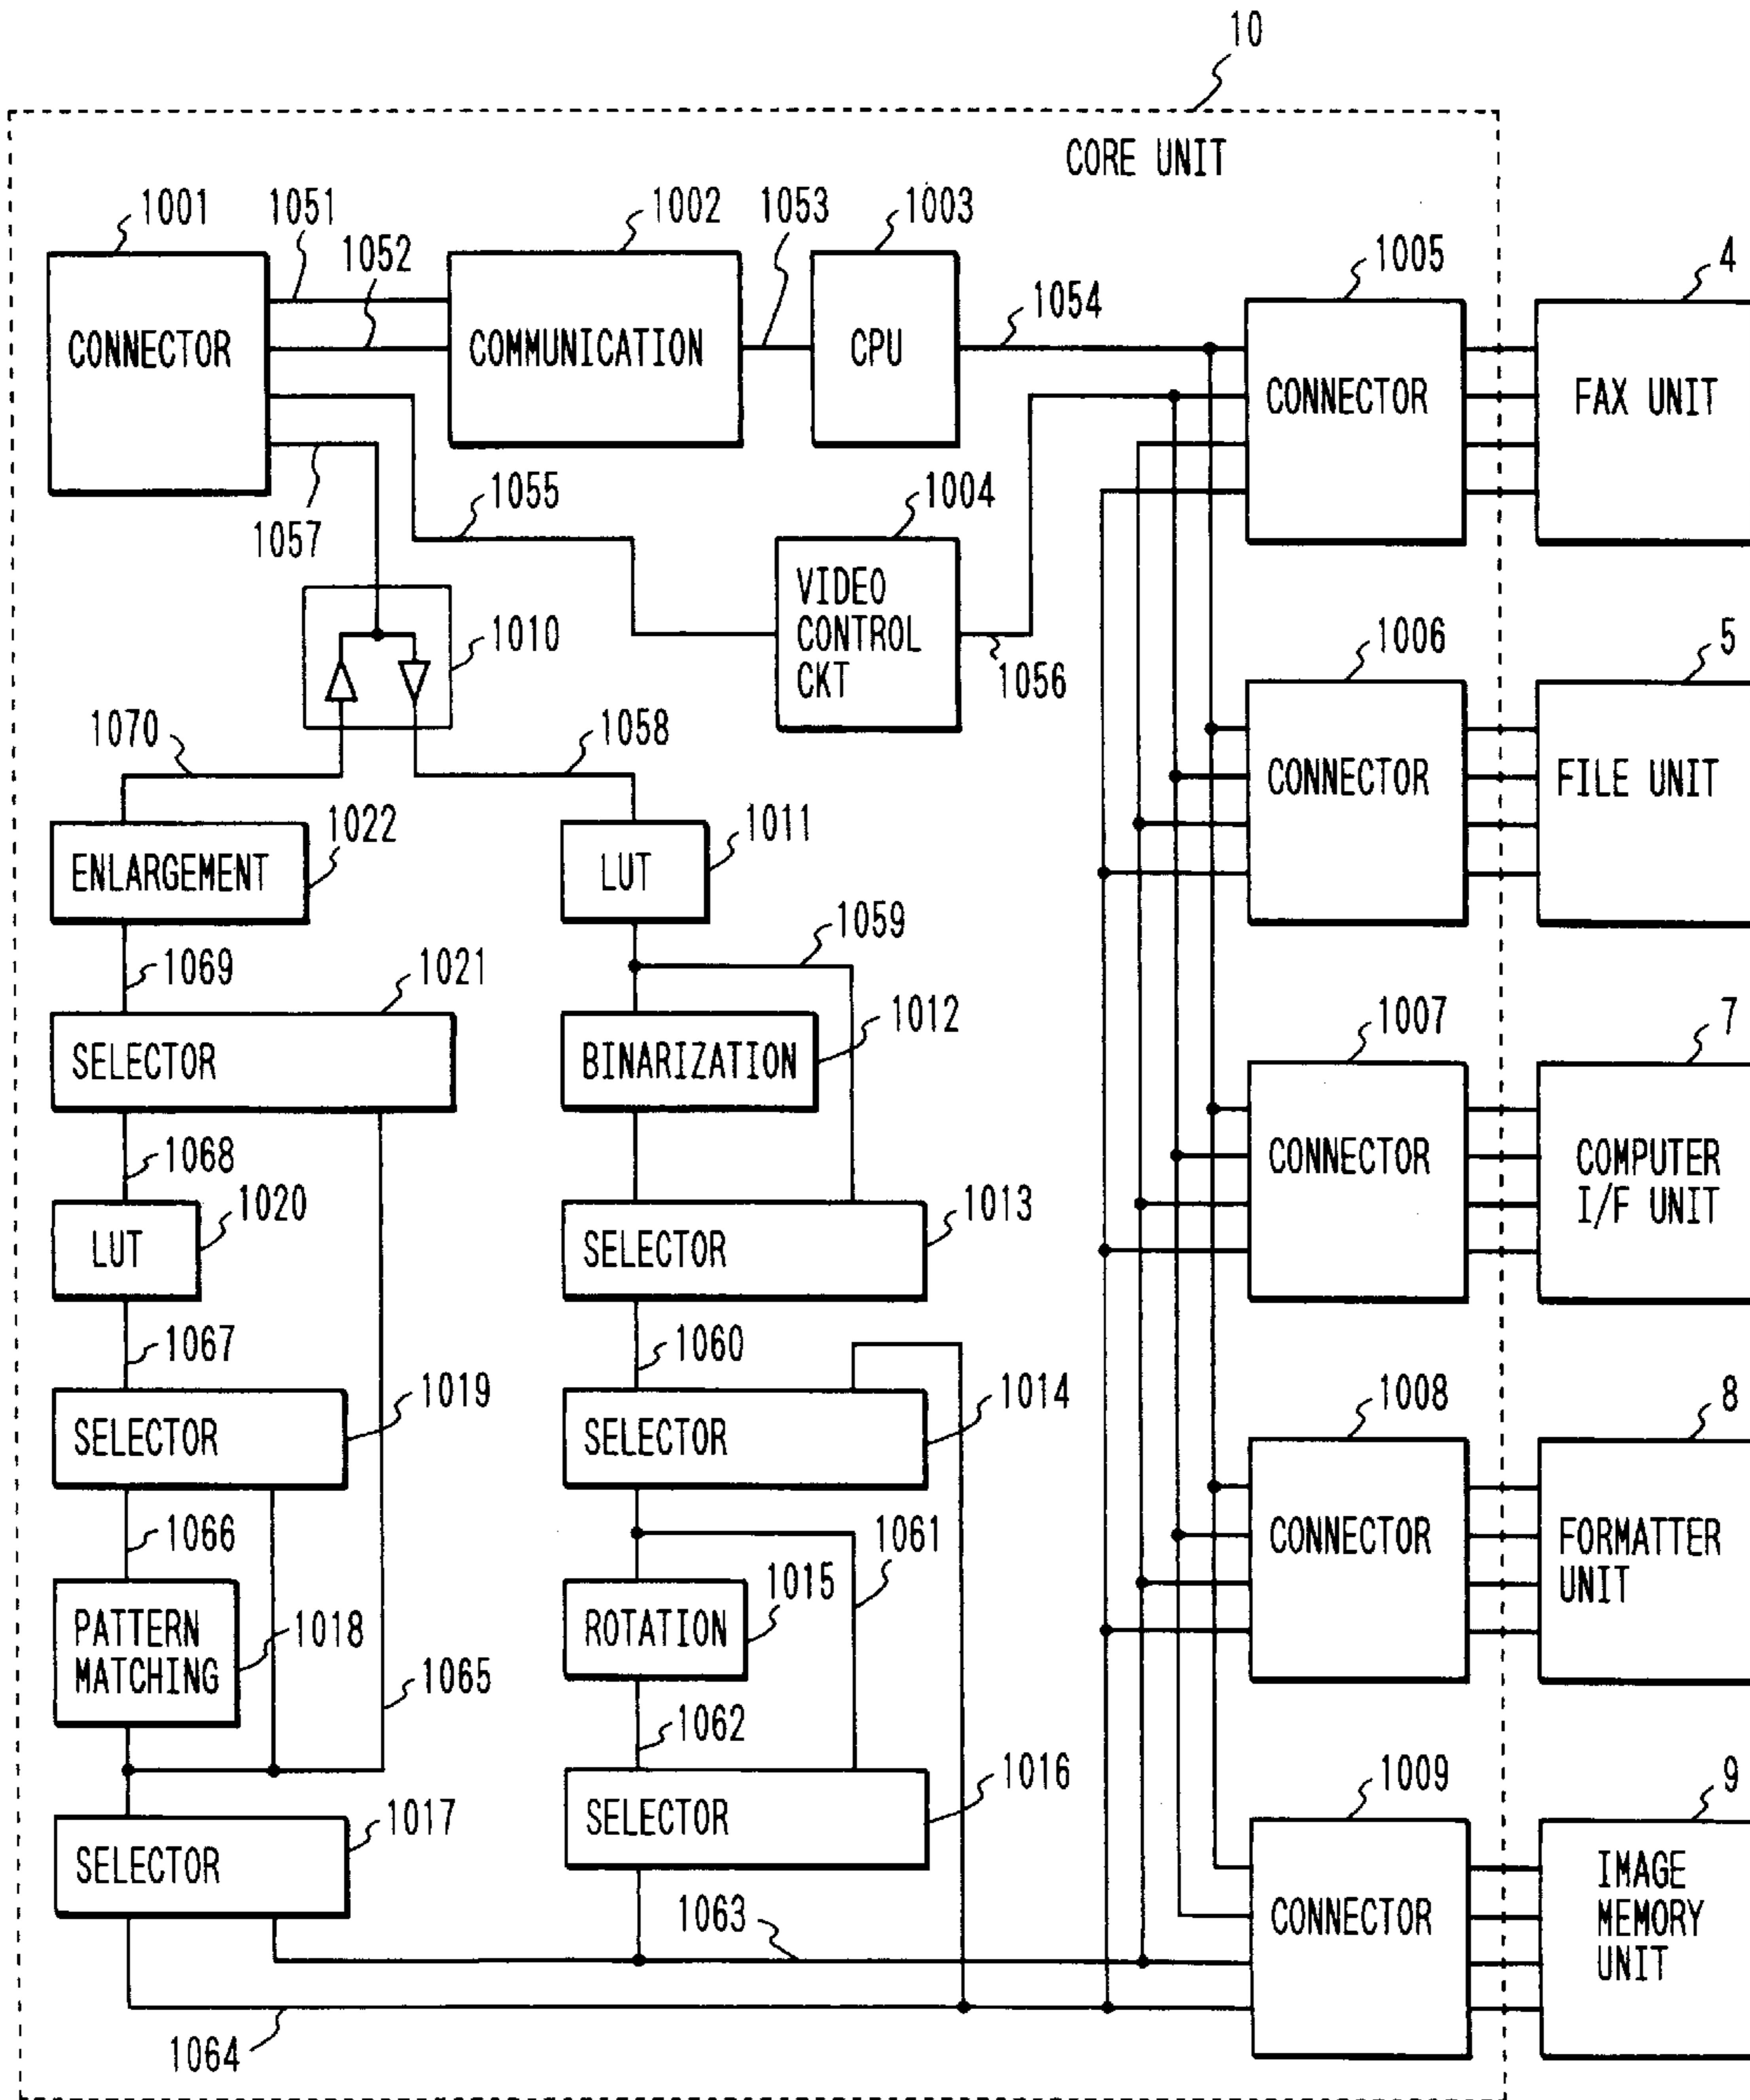 10
CORE UNIT
1001
1051
1052
1002
1053
1003
1054
1005
4
CONNECTOR
COMMUNICATION
CPU
CONNECTOR
FAX UNIT
1057
1055
1004
VIDEO
CONTROL
CKT
1056
1010
1006
5
CONNECTOR
FILE UNIT
1070
1058
1022
ENLARGEMENT
1011
LUT
1059
1069
1021
SELECTOR
1012
BINARIZATION
1007
7
CONNECTOR
COMPUTER
I/F UNIT
1068
1020
LUT
1013
SELECTOR
1067
1060
1019
SELECTOR
1014
SELECTOR
1008
8
CONNECTOR
FORMATTER
UNIT
1066
1061
PATTERN
MATCHING
1018
1065
1015
ROTATION
1062
1016
SELECTOR
1017
SELECTOR
1009
9
CONNECTOR
IMAGE
MEMORY
UNIT
1063
1064